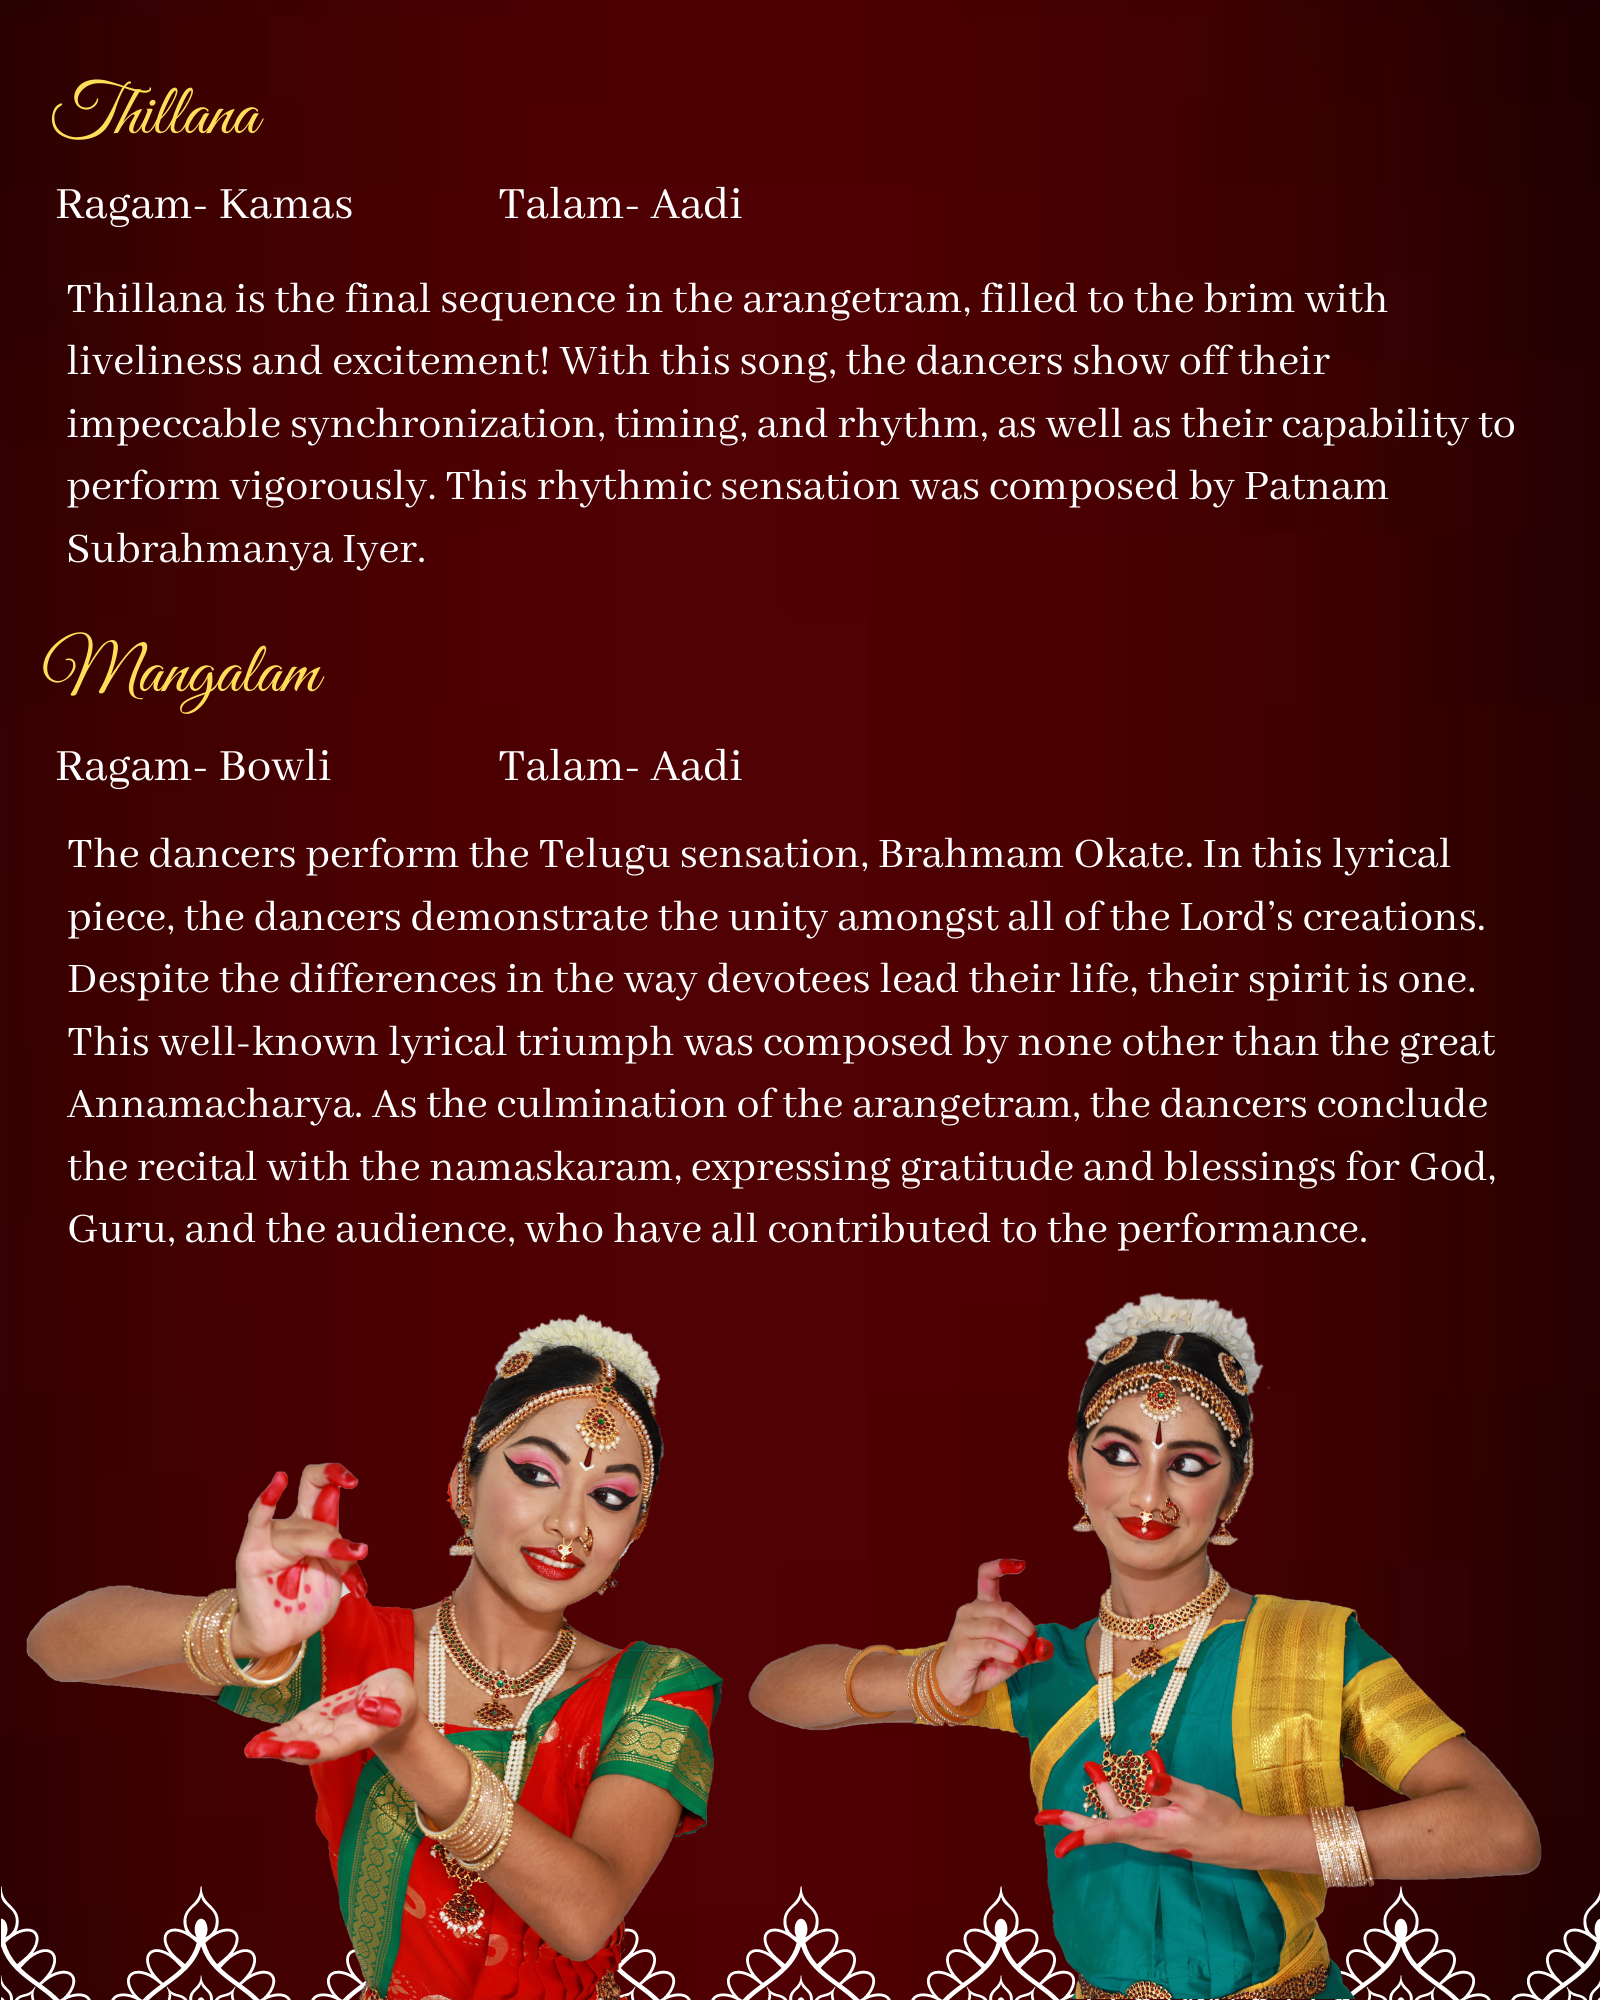 Thillana
Ragam- Kamas Talam- Aadi
Thillana is the final sequence in the arangetram, filled to the brim with
liveliness and excitement! With this song, the dancers show off their
impeccable synchronization, timing, and rhythm, as well as their capability to
perform vigorously. This rhythmic sensation was composed by Patnam
Subrahmanya Iyer.
Mangalam
Ragam- Bowli Talam- Aadi
The dancers perform the Telugu sensation, Brahmam Okate. In this lyrical
piece, the dancers demonstrate the unity amongst all of the Lord’s creations.
Despite the differences in the way devotees lead their life, their spirit is one.
This well-known lyrical triumph was composed by none other than the great
Annamacharya. As the culmination of the arangetram, the dancers conclude
the recital with the namaskaram, expressing gratitude and blessings for God,
Guru, and the audience, who have all contributed to the performance.